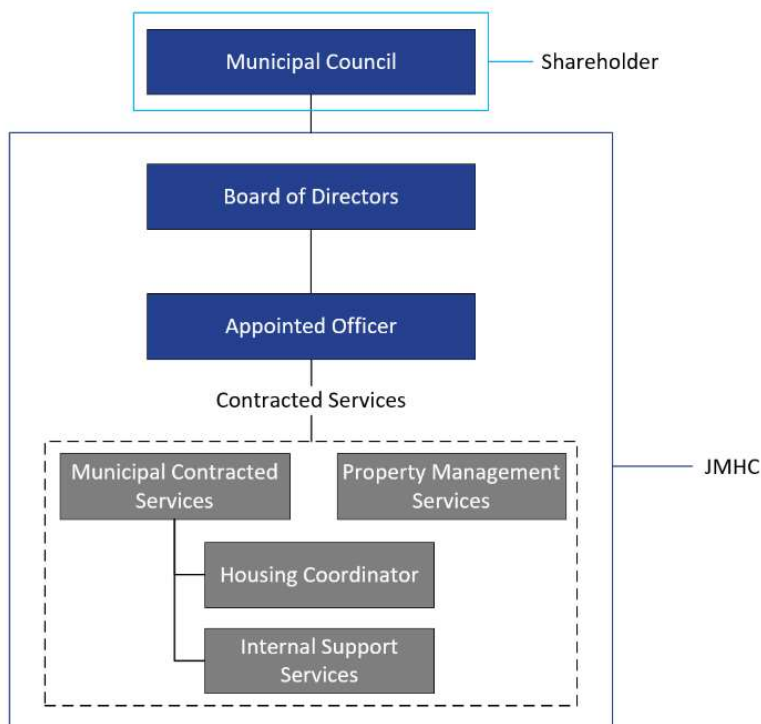 Municipal Council
Shareholder
Board of Directors
Appointed Officer
Contracted Services
Municipal Contracted
Services
Property Management
Services
JMHC
Housing Coordinator
Internal Support
Services